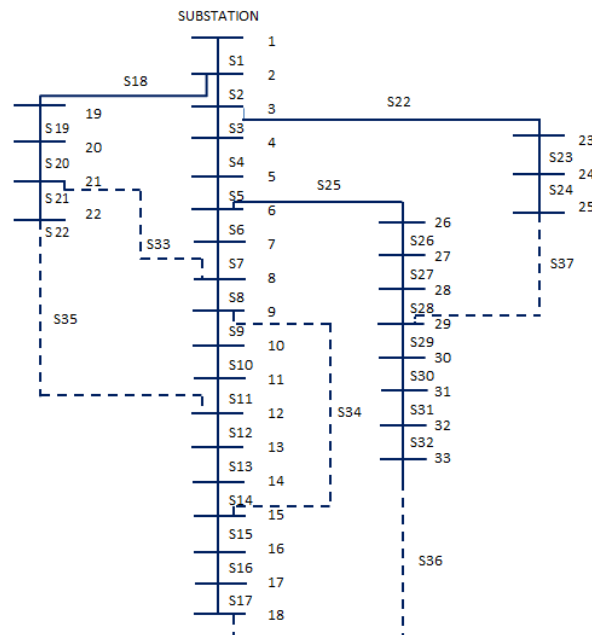 SUBSTATION
1
S1
S18
2
S2
S22
3
19
S3
23
S19
4
20
S23
S4
24
S20
5
S25
S24
21
S5
25
S21
6
22
26
S22
S6
S26
S33
7
27
S7
S27
S37
8
28
S8
S28
S35
9
29
S9
S29
10
30
S10
S30
11
31
S11
S34
S31
12
32
S12
S32
13
33
S13
14
S14
15
S15
16
S36
S16
17
S17
18